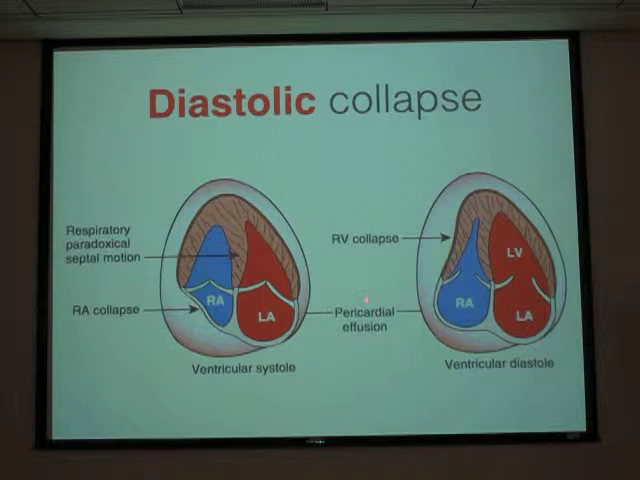 Diastolic collapse
Respiratory
paradoxical
septal motion
RA collapse
RA
LA
Ventricular systole
RV collapse
Pericardial
effusion
LV
RA
LA
Ventricular diastole